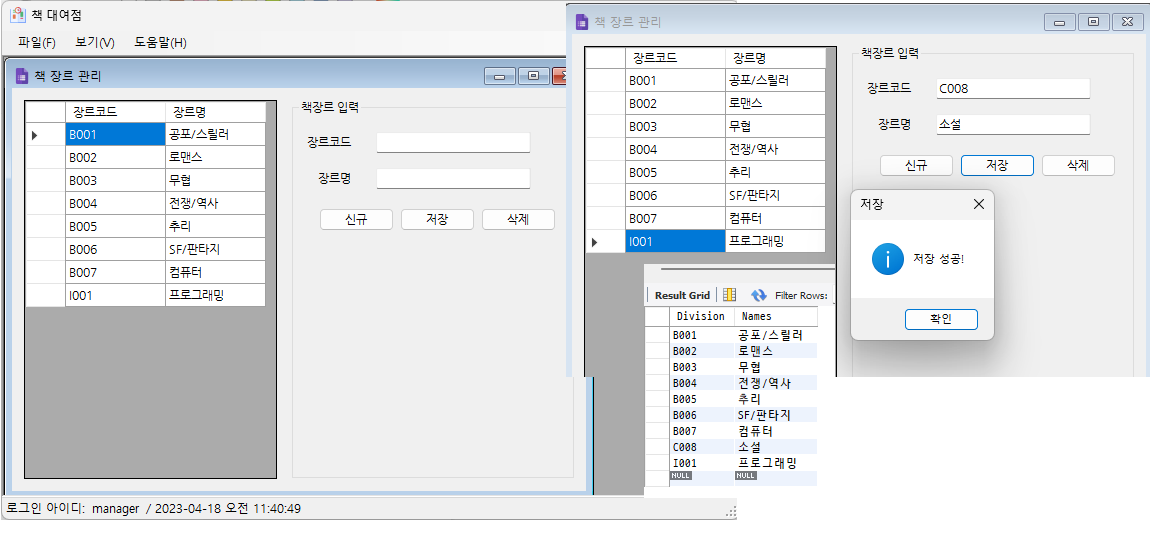 책 대여점
파일(F) 보기(V) 도움말(H)
책 장르 관리
장르코드 장르명
B001 공포/스릴러
B002 로맨스
B003 무협
B004 전쟁/역사
B005 추리
B006 SF/판타지
B007 컴퓨터
I001 프로그래밍
책장르 입력
장르코드
장르명
신규 저장 삭제
로그인 아이디: manager / 2023-04-18 오전 11:40:49
책 장르 관리
장르코드 장르명
B001 공포/스릴러
B002 로맨스
B003 무협
B004 전쟁/역사
B005 추리
B006 SF/판타지
B007 컴퓨터
I001 프로그래밍
책장르 입력
장르코드 C008
장르명 소설
신규 저장 삭제
저장
저장 성공!
확인
Result Grid Filter Rows:
Division Names
B001 공포/스릴러
B002 로맨스
B003 무협
B004 전쟁/역사
B005 추리
B006 SF/판타지
B007 컴퓨터
C008 소설
I001 프로그래밍
NULL NULL